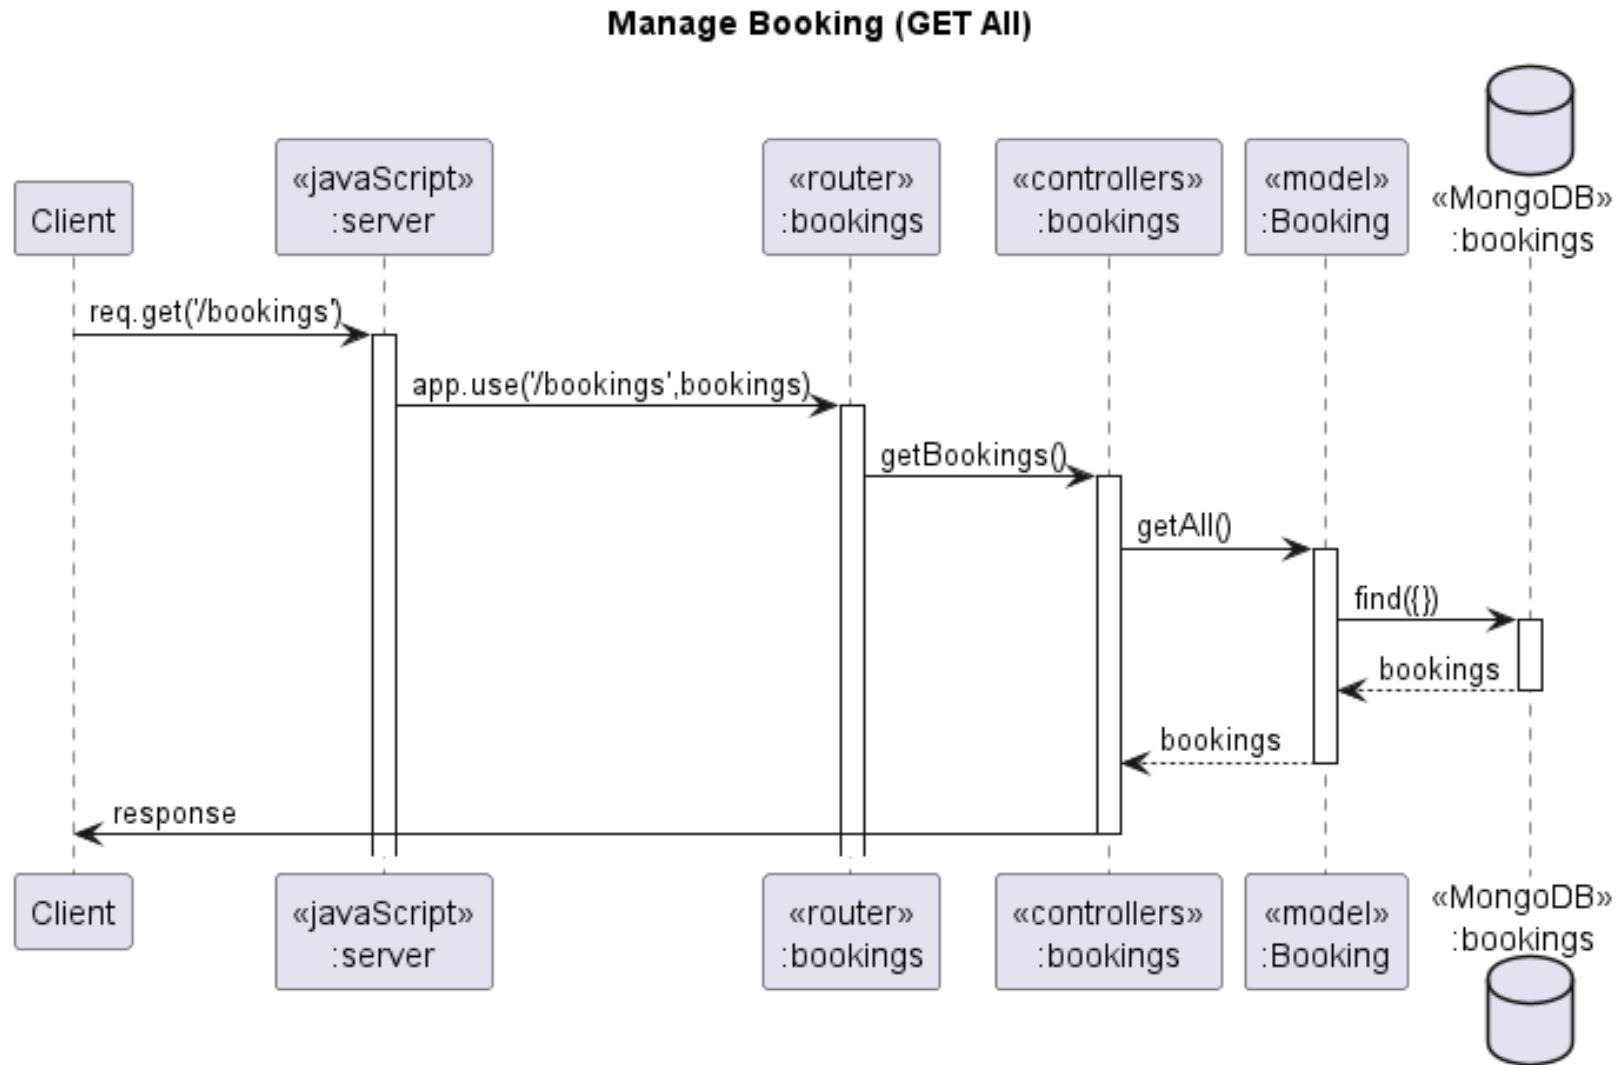 Manage Booking (GET All)
Client
«javaScript»
:server
«router»
:bookings
«controllers»
:bookings
«model»
:Booking
«MongoDB»
:bookings
req.get('/bookings')
app.use('/bookings',bookings)
getBookings()
getAll()
find({})
bookings
bookings
response
Client
«javaScript»
:server
«router»
:bookings
«controllers»
:bookings
«model»
:Booking
«MongoDB»
:bookings